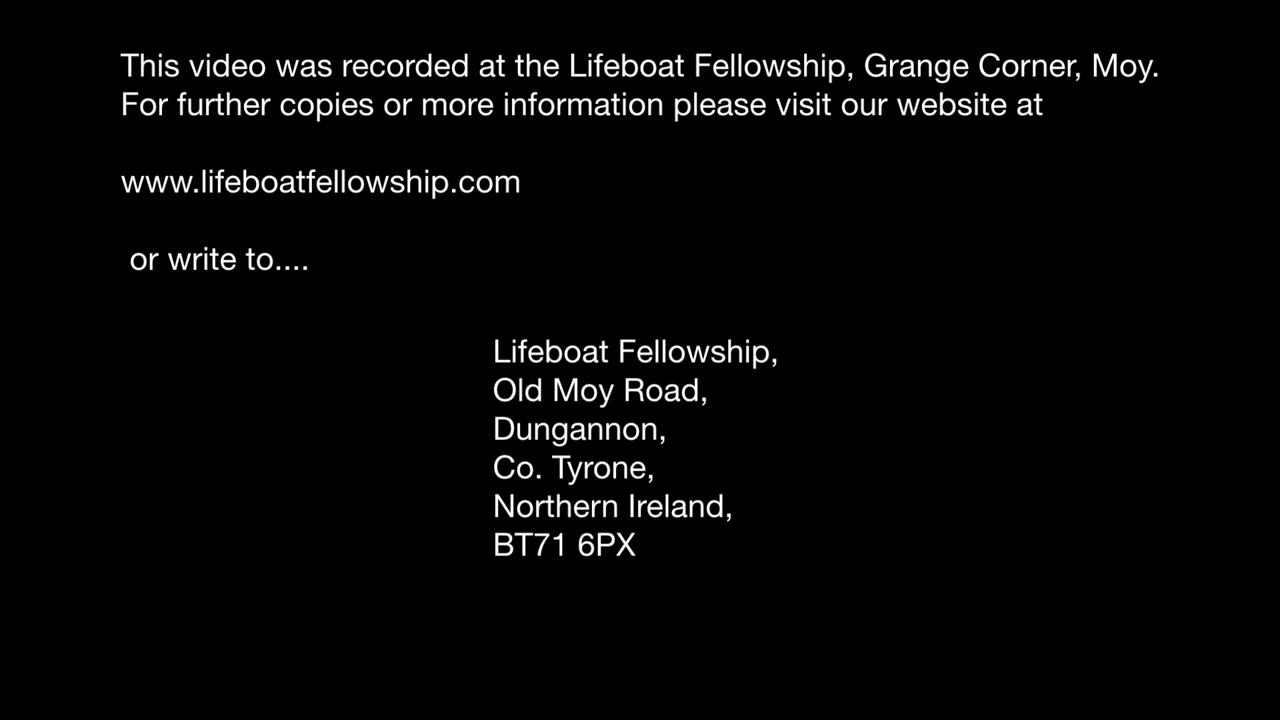 This video was recorded at the Lifeboat Fellowship, Grange Corner, Moy.
For further copies or more information please visit our website at
www.lifeboatfellowship.com
or write to....
Lifeboat Fellowship,
Old Moy Road,
Dungannon,
Co. Tyrone,
Northern Ireland,
BT71 6PX